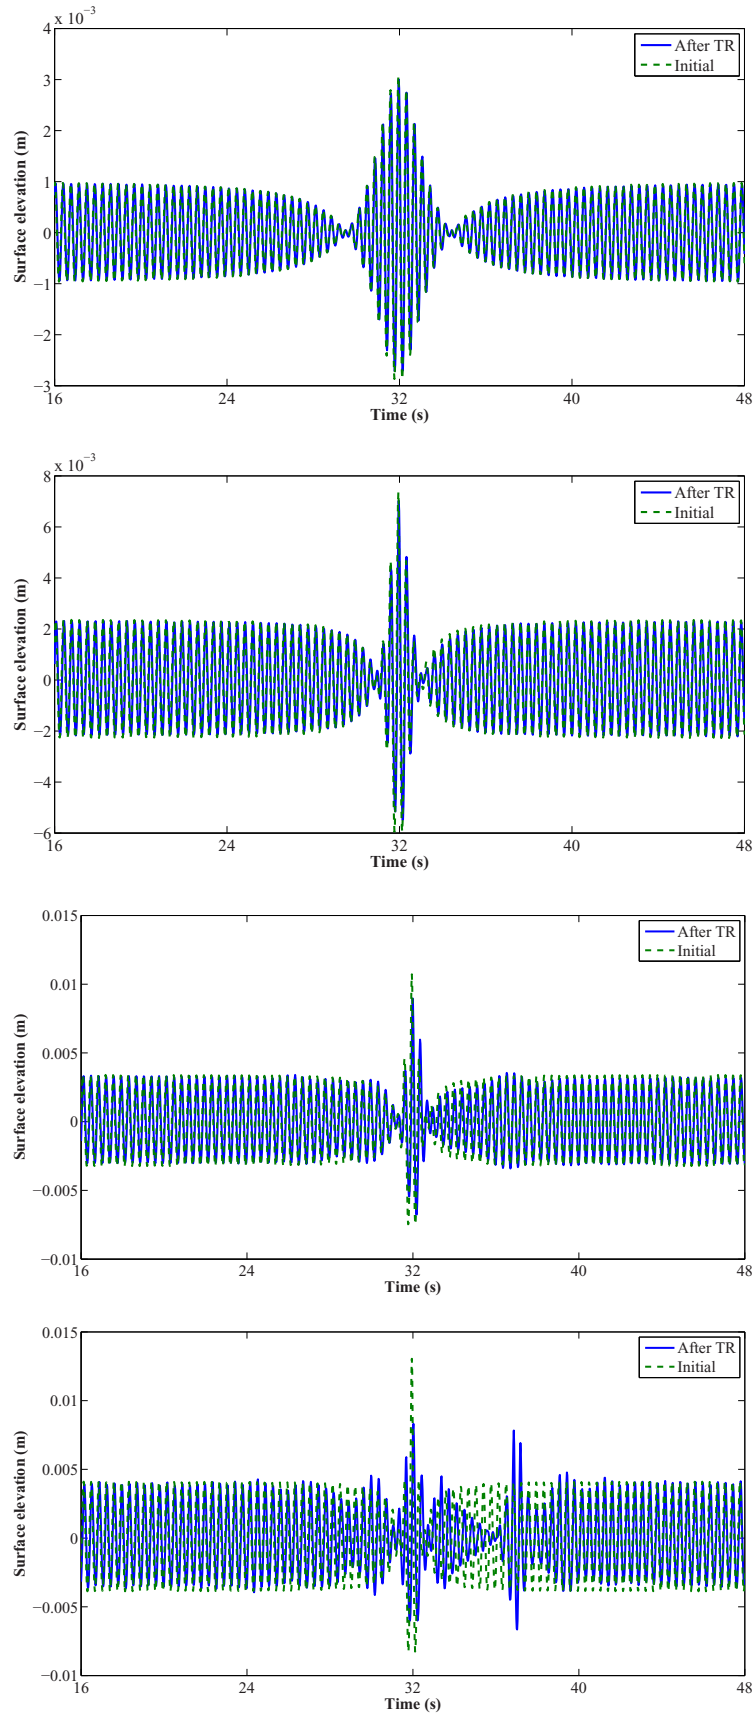 x 10⁻³
4
3
2
1
0
−1
−2
−3
Surface elevation (m)
After TR
Initial
16 24 32 40 48
Time (s)
x 10⁻³
8
6
4
2
0
−2
−4
−6
Surface elevation (m)
After TR
Initial
16 24 32 40 48
Time (s)
0.015
0.01
0.005
0
−0.005
−0.01
Surface elevation (m)
After TR
Initial
16 24 32 40 48
Time (s)
0.015
0.01
0.005
0
−0.005
−0.01
Surface elevation (m)
After TR
Initial
16 24 32 40 48
Time (s)